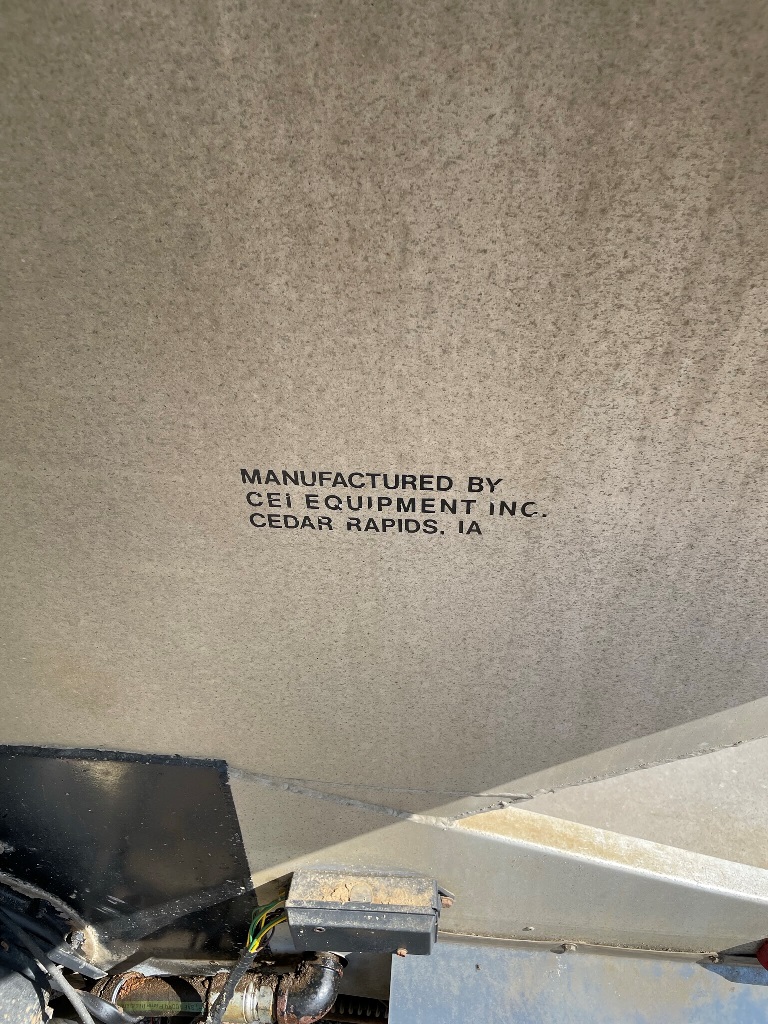 MANUFACTURED BY
CEI EQUIPMENT INC.
CEDAR RAPIDS, IA